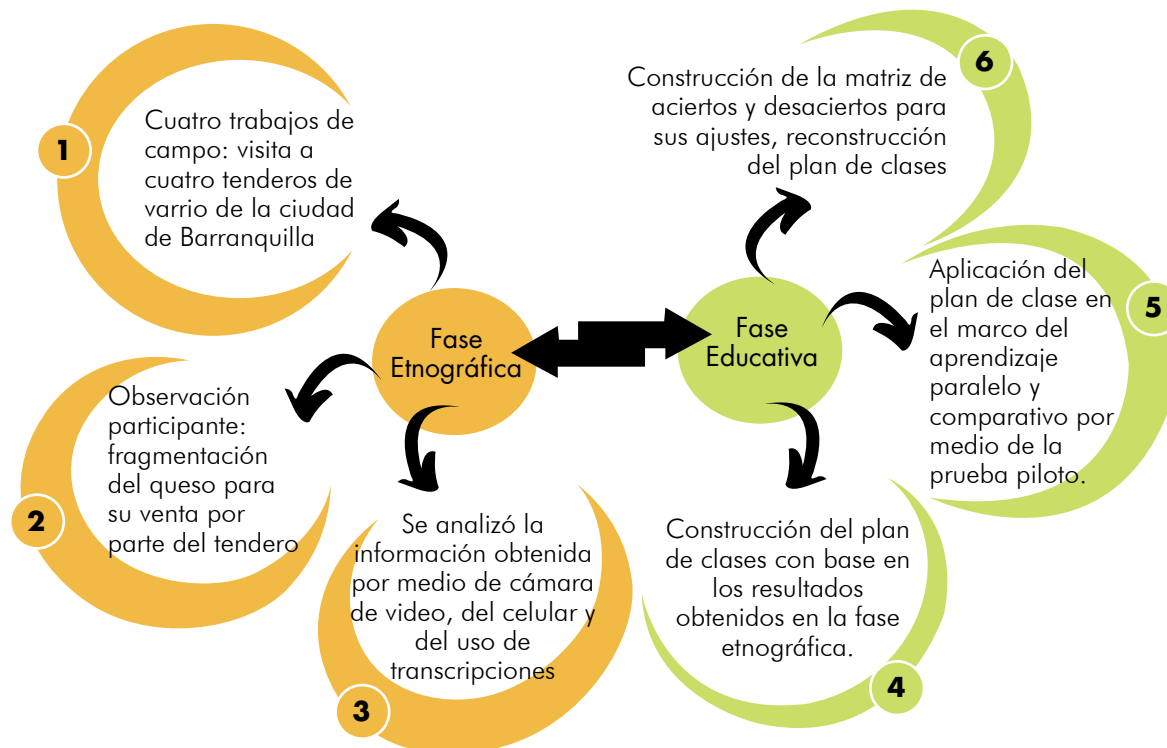 1
Cuatro trabajos de
campo: visita a
cuatro tenderos de
varrio de la ciudad
de Barranquilla
Fase
Etnográfica
2
Observación
participante:
fragmentación
del queso para
su venta por
parte del tendero
3
Se analizó la
información obtenida
por medio de cámara
de video, del celular y
del uso de
transcripciones
Fase
Educativa
4
Construcción del plan
de clases con base en
los resultados
obtenidos en la fase
etnográfica.
5
Aplicación del
plan de clase en
el marco del
aprendizaje
paralelo y
comparativo por
medio de la
prueba piloto.
6
Construcción de la matriz de
aciertos y desaciertos para
sus ajustes, reconstrucción
del plan de clases